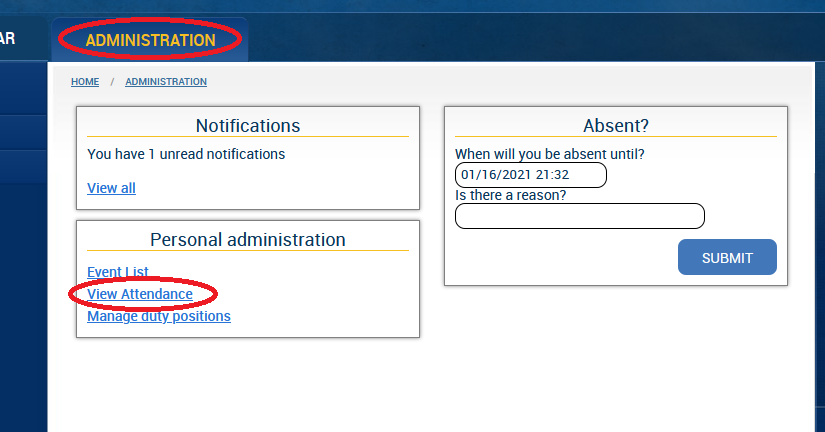 AR
ADMINISTRATION
HOME / ADMINISTRATION
Notifications
You have 1 unread notifications
View all
Personal administration
Event List
View Attendance
Manage duty positions
Absent?
When will you be absent until?
01/16/2021 21:32
Is there a reason?
SUBMIT